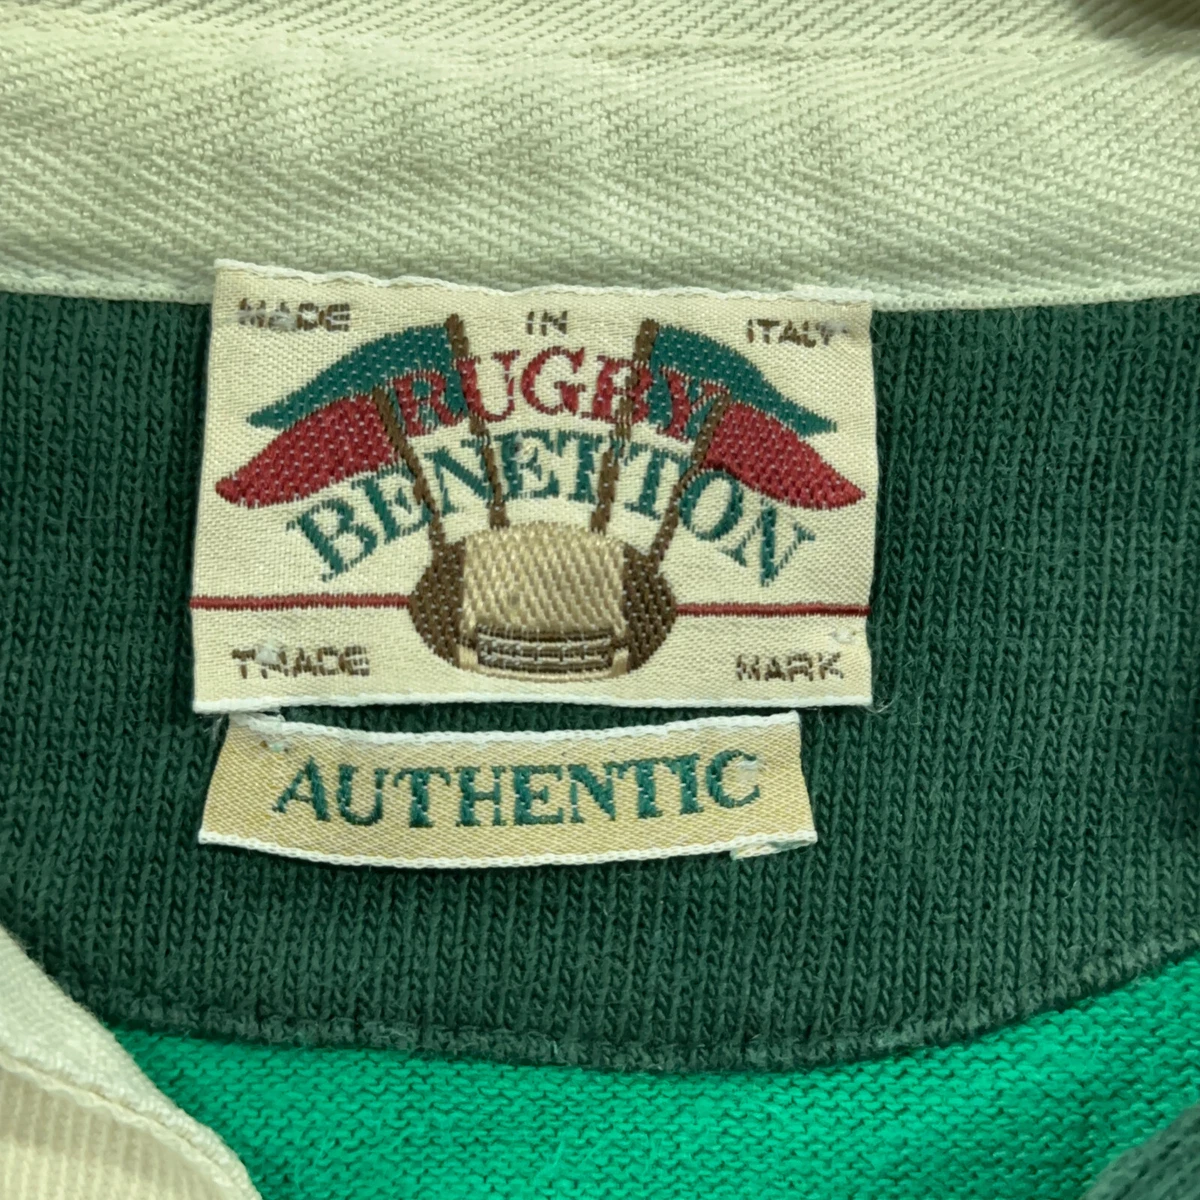 MADE IN ITALY
RUGBY
BENETTON
TRADE MARK
AUTHENTIC